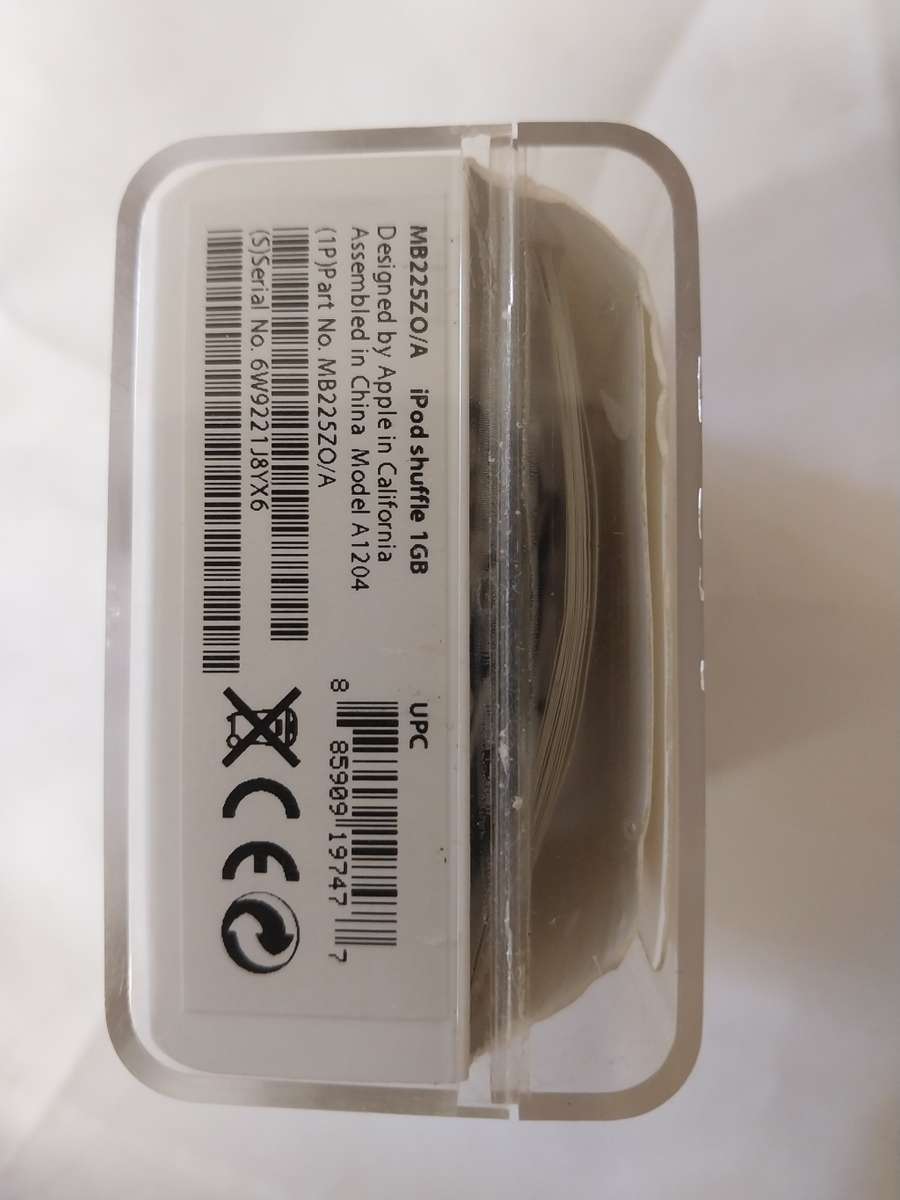 MB225ZO/A iPod shuffle 1GB
Designed by Apple in California
Assembled in China Model A1204
(1P)Part No. MB225ZO/A
(S)Serial No. 6W9221J8YX6
UPC
8 85909 19747 7
CE